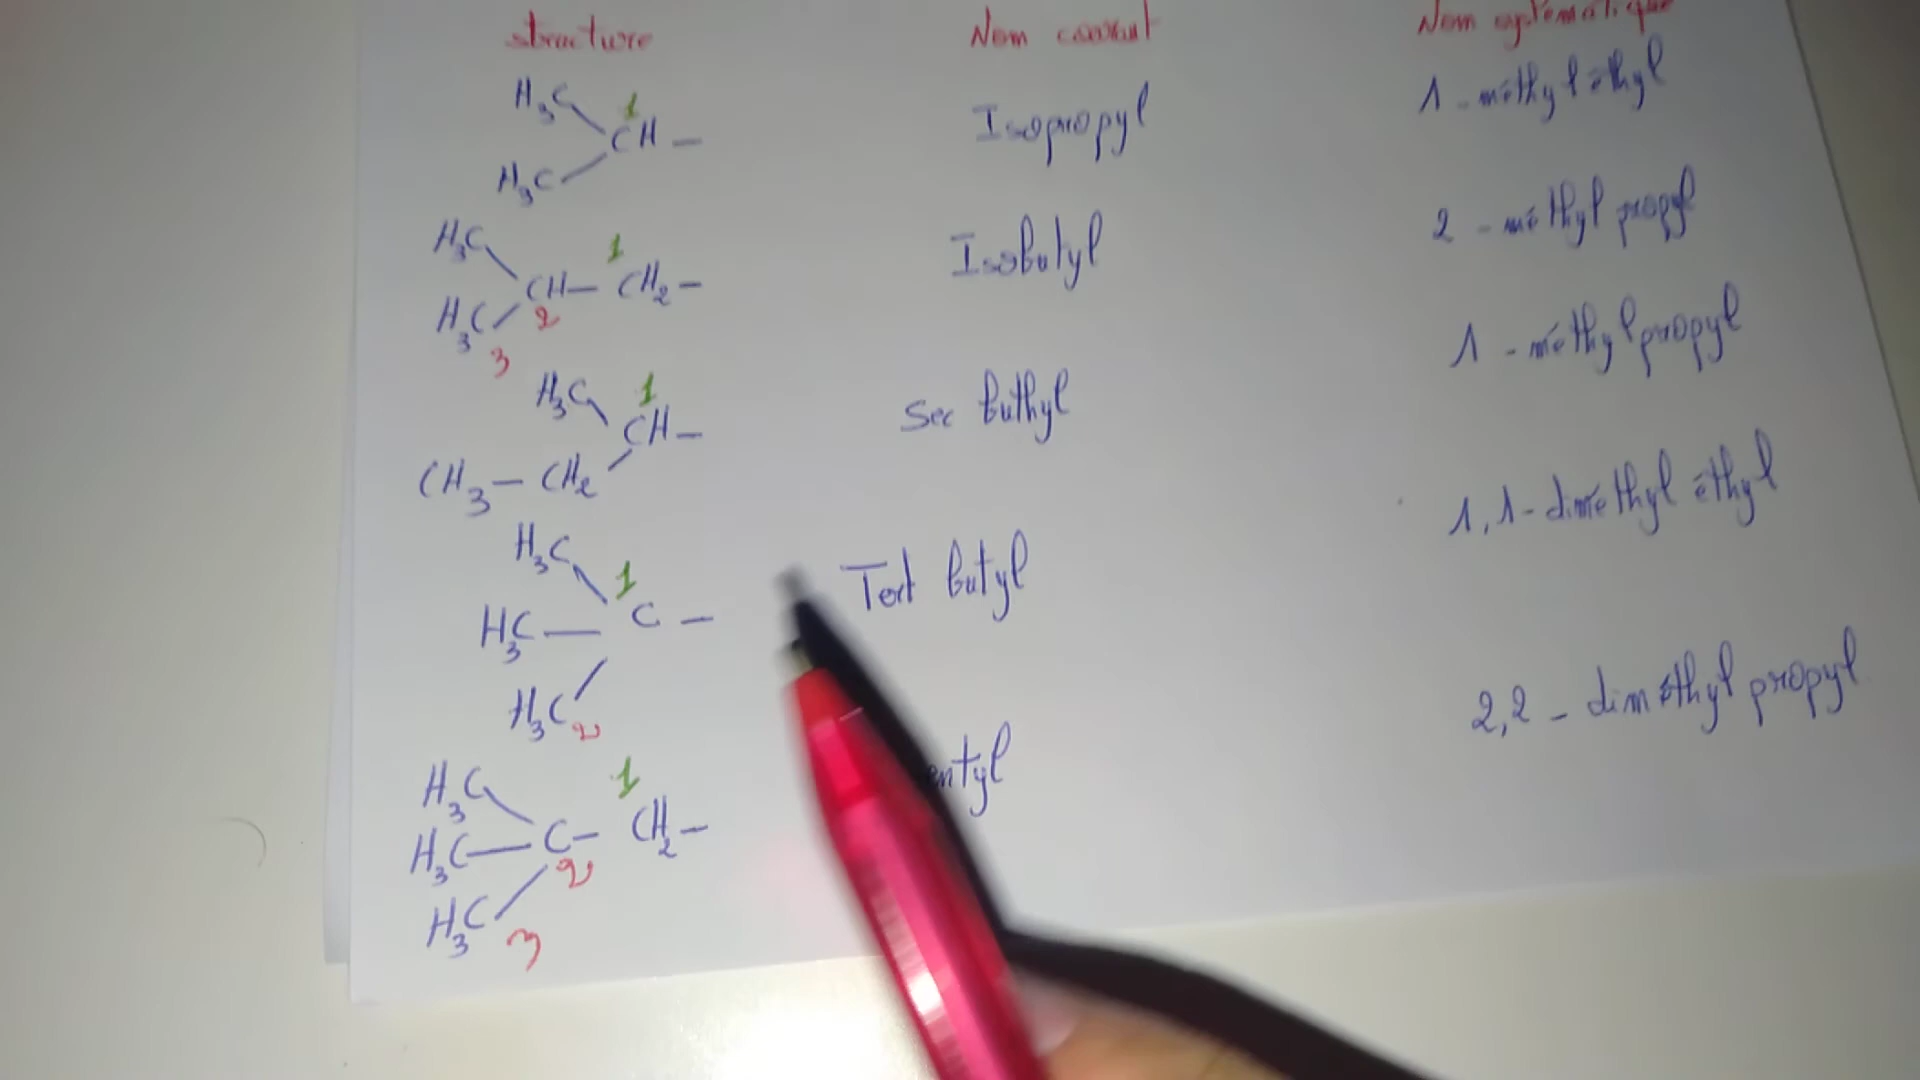 structure Nom courant Nom systématique
H3C
1
CH - Isopropyl 1 - méthyl éthyl
H3C
H3C
1
CH - CH2 - Isobutyl 2 - méthyl propyl
H3C 2
3
H3C 1
CH - Sec buthyl 1 - méthyl propyl
CH3 - CH2
H3C
1
H3C - C - Tert butyl 1,1 - diméthyl éthyl
H3C 2
H3C 1
H3C - C - CH2 - entyl 2,2 - diméthyl propyl
2
H3C 3